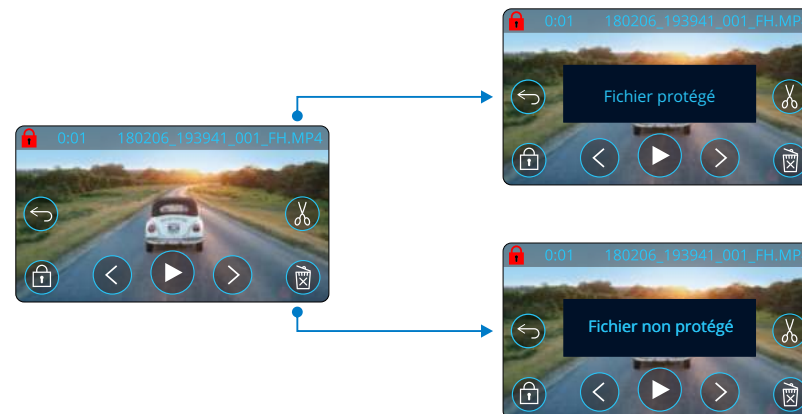 0:01 180206_193941_001_FH.MP4
0:01 180206_193941_001_FH.MP
Fichier protégé
0:01 180206_193941_001_FH.MP
Fichier non protégé